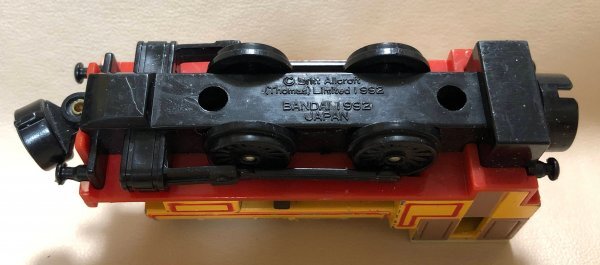 © Britt Allcroft
(Thomas) Limited 1992
BANDAI 1992
JAPAN